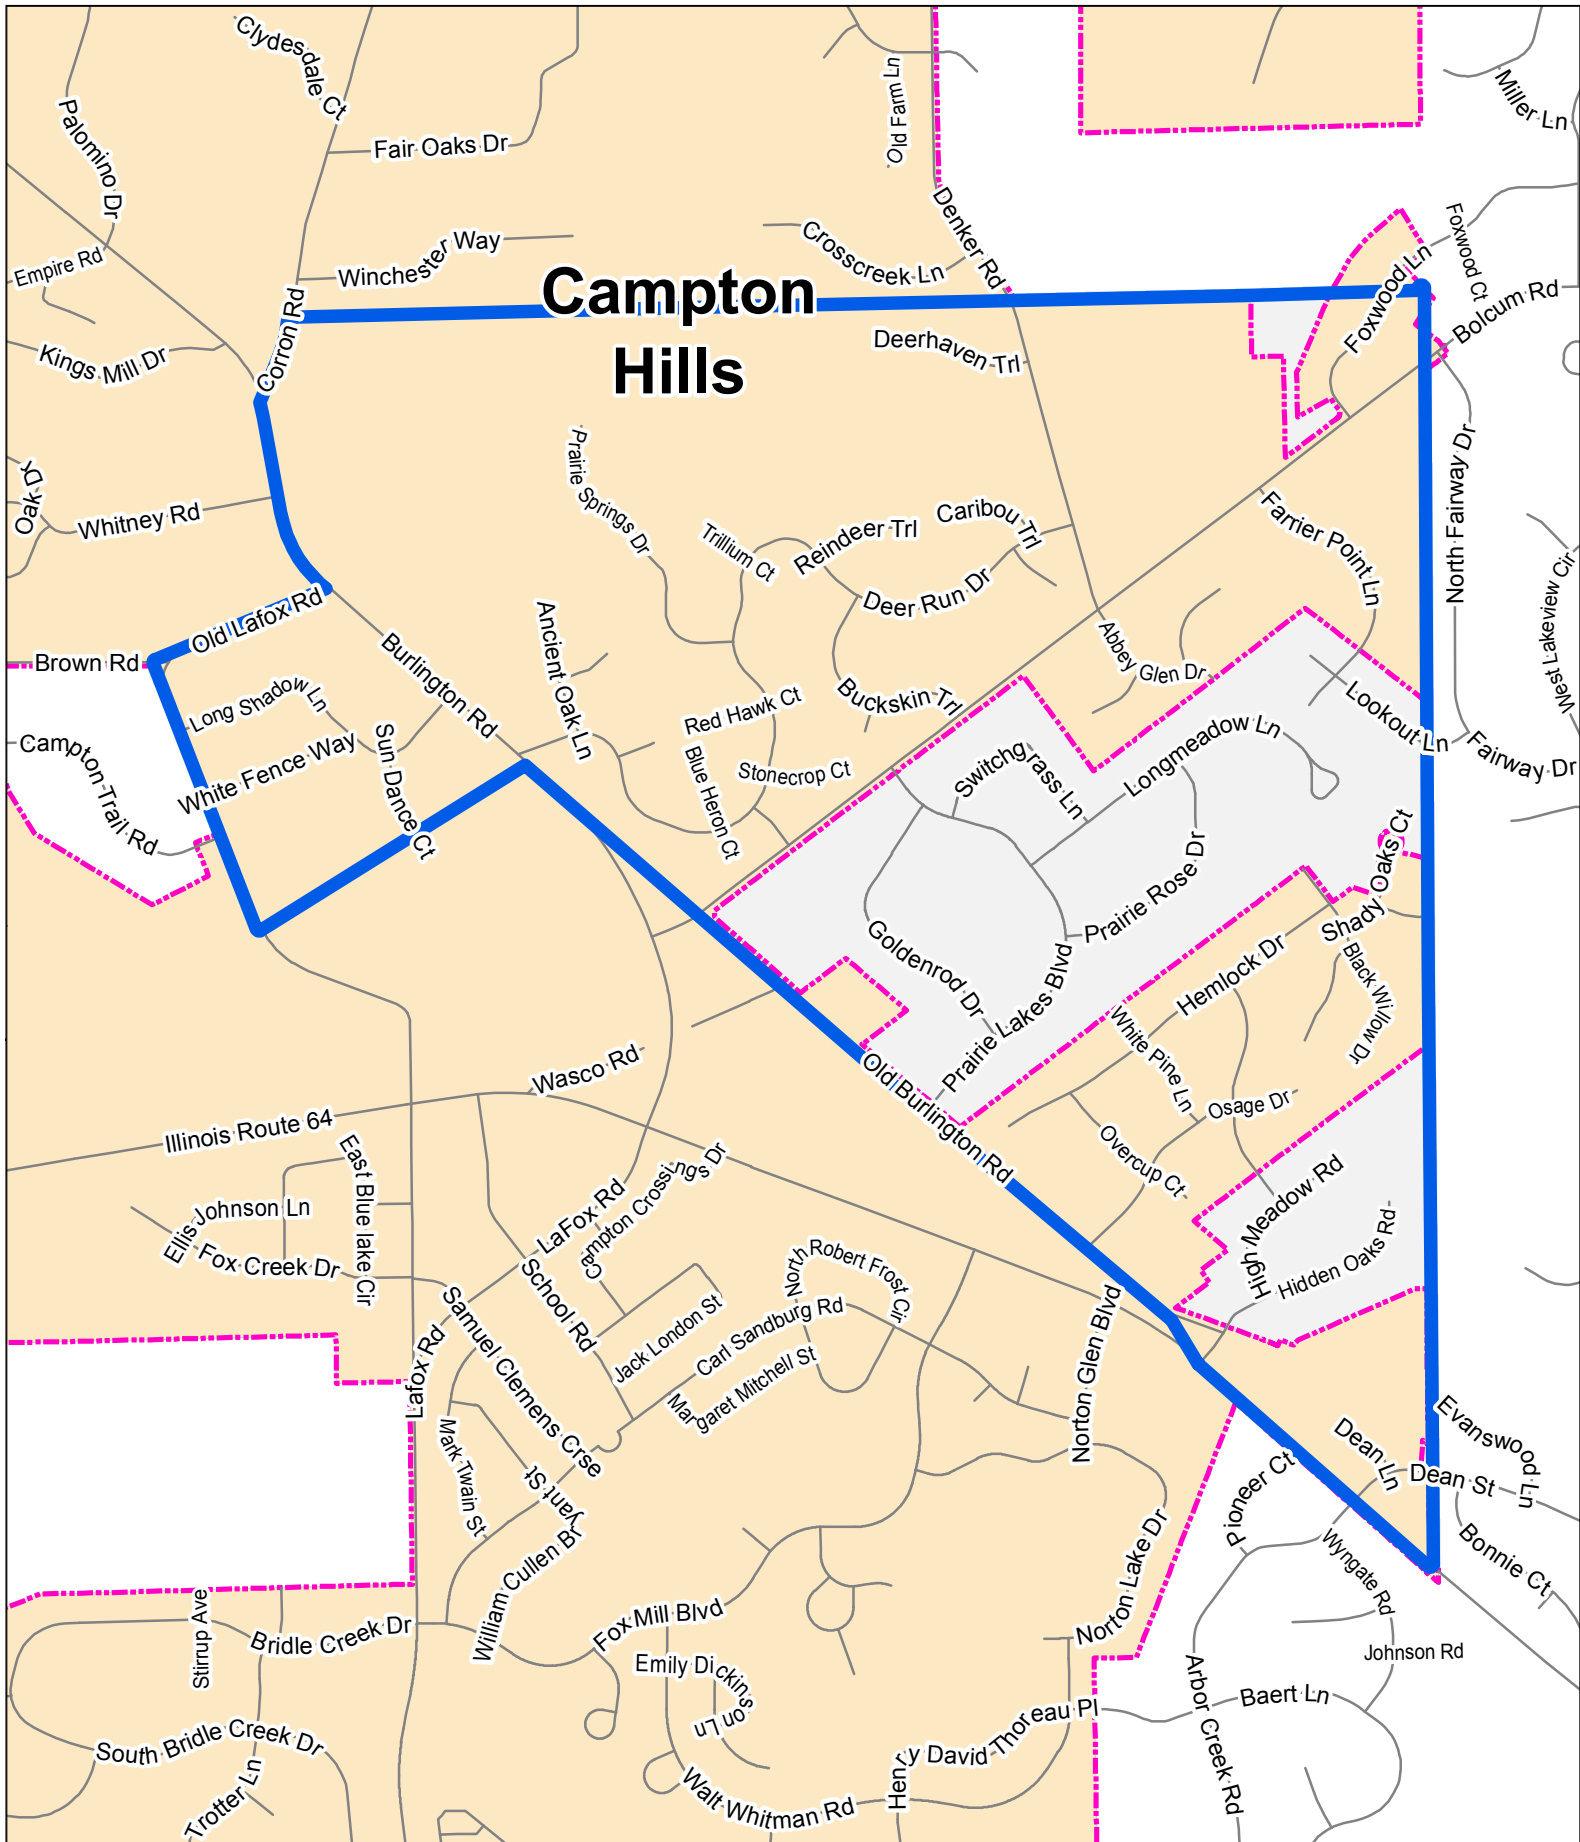 Clydesdale Ct
Palomino Dr
Fair Oaks Dr
Old Farm Ln
Miller Ln
Denker Rd
Foxwood Ct
Empire Rd
Winchester Way
Crosscreek Ln
Foxwood Ln
Bolcum Rd
Campton
Hills
Corron Rd
Kings Mill Dr
Deerhaven Trl
North Fairway Dr
Oak Dr
Whitney Rd
Prairie Springs Dr
Trillium Ct
Reindeer Trl
Caribou Trl
Farrier Point Ln
West Lakeview Cir
Deer Run Dr
Old Lafox Rd
Brown Rd
Burlington Rd
Ancient Oak Ln
Abbey Glen Dr
Long Shadow Ln
Red Hawk Ct
Buckskin Trl
Lookout Ln
Fairway Dr
Campton Trail Rd
White Fence Way
Sun Dance Ct
Blue Heron Ct
Stonecrop Ct
Switchgrass Ln
Longmeadow Ln
Prairie Rose Dr
Shady Oaks Ct
Goldenrod Dr
Prairie Lakes Blvd
Hemlock Dr
Black Willow Dr
White Pine Ln
Old Burlington Rd
Wasco Rd
Illinois Route 64
Osage Dr
Overcup Ct
East Blue lake Cir
Ellis Johnson Ln
Fox Creek Dr
LaFox Rd
Campton Crossings Dr
High Meadow Rd
Hidden Oaks Rd
School Rd
Samuel Clemens Crse
North Robert Frost Cir
Jack London St
Carl Sandburg Rd
Margaret Mitchell St
Norton Glen Blvd
Lafox Rd
Mark Twain St
William Cullen Bryant St
Evanswood Ln
Dean Ln
Dean St
Pioneer Ct
Wyngate Rd
Bonnie Ct
Norton Lake Dr
Stirrup Ave
Bridle Creek Dr
Fox Mill Blvd
Emily Dickinson Ln
Johnson Rd
Arbor Creek Rd
Baert Ln
Henry David Thoreau Pl
South Bridle Creek Dr
Trotter Ln
Walt Whitman Rd